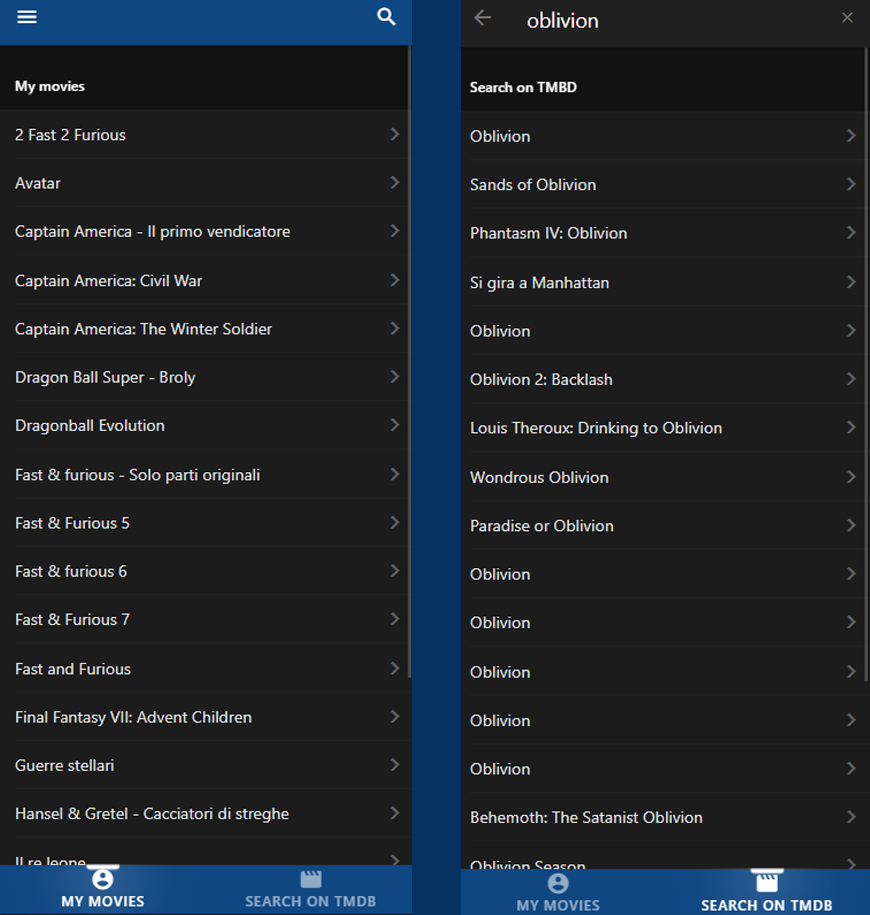 My movies
2 Fast 2 Furious
Avatar
Captain America - Il primo vendicatore
Captain America: Civil War
Captain America: The Winter Soldier
Dragon Ball Super - Broly
Dragonball Evolution
Fast & furious - Solo parti originali
Fast & Furious 5
Fast & furious 6
Fast & Furious 7
Fast and Furious
Final Fantasy VII: Advent Children
Guerre stellari
Hansel & Gretel - Cacciatori di streghe
Il re leone
MY MOVIES
SEARCH ON TMDB
oblivion
Search on TMBD
Oblivion
Sands of Oblivion
Phantasm IV: Oblivion
Si gira a Manhattan
Oblivion
Oblivion 2: Backlash
Louis Theroux: Drinking to Oblivion
Wondrous Oblivion
Paradise or Oblivion
Oblivion
Oblivion
Oblivion
Oblivion
Oblivion
Behemoth: The Satanist Oblivion
Oblivion Season
MY MOVIES
SEARCH ON TMDB